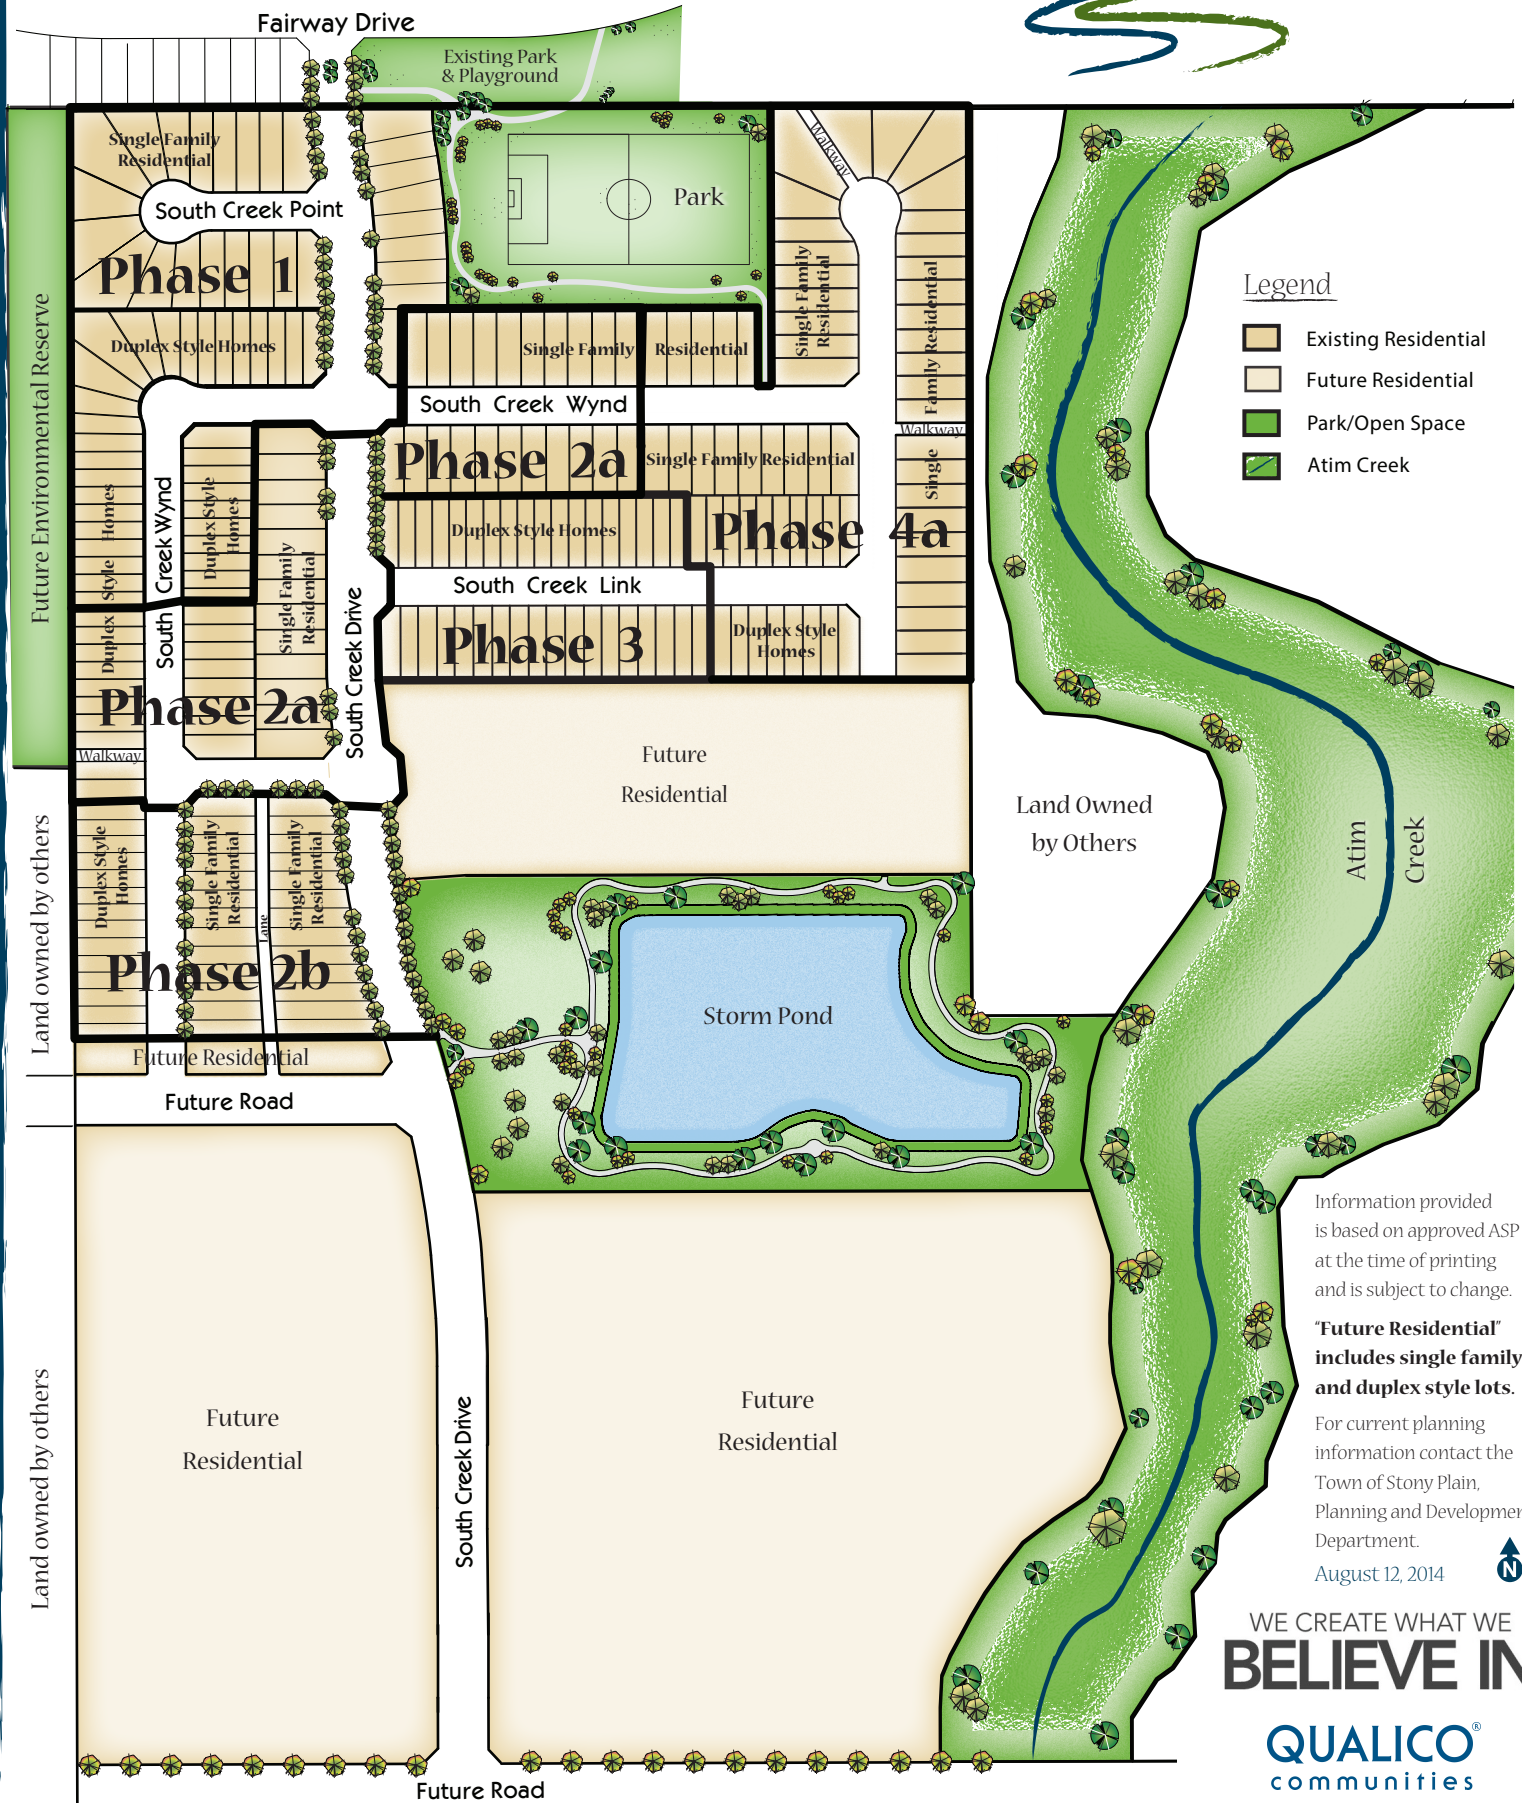 Fairway Drive
Existing Park
& Playground
Single Family
Residential
Walkway
Park
South Creek Point
Phase 1
Single Family
Residential
Family Residential
Single
Legend
Existing Residential
Future Residential
Park/Open Space
Atim Creek
Future Environmental Reserve
Duplex Style Homes
Single Family
Residential
South Creek Wynd
Walkway
Phase 2a
Single Family Residential
Duplex Style Homes
South Creek Wynd
Duplex Style
Homes
Single Family
Residential
Duplex Style Homes
Phase 4a
South Creek Link
South Creek Drive
Duplex
South
Phase 3
Duplex Style
Homes
Phase 2a
Walkway
Future
Residential
Land Owned
by Others
Atim
Creek
Land owned by others
Duplex Style
Homes
Single Family
Residential
Lane
Single Family
Residential
Phase 2b
Storm Pond
Future Residential
Future Road
Land owned by others
Future
Residential
South Creek Drive
Future
Residential
Information provided
is based on approved ASP
at the time of printing
and is subject to change.
"Future Residential"
includes single family
and duplex style lots.
For current planning
information contact the
Town of Stony Plain,
Planning and Developmen
Department.
August 12, 2014
N
WE CREATE WHAT WE
BELIEVE IN
QUALICO®
communities
Future Road